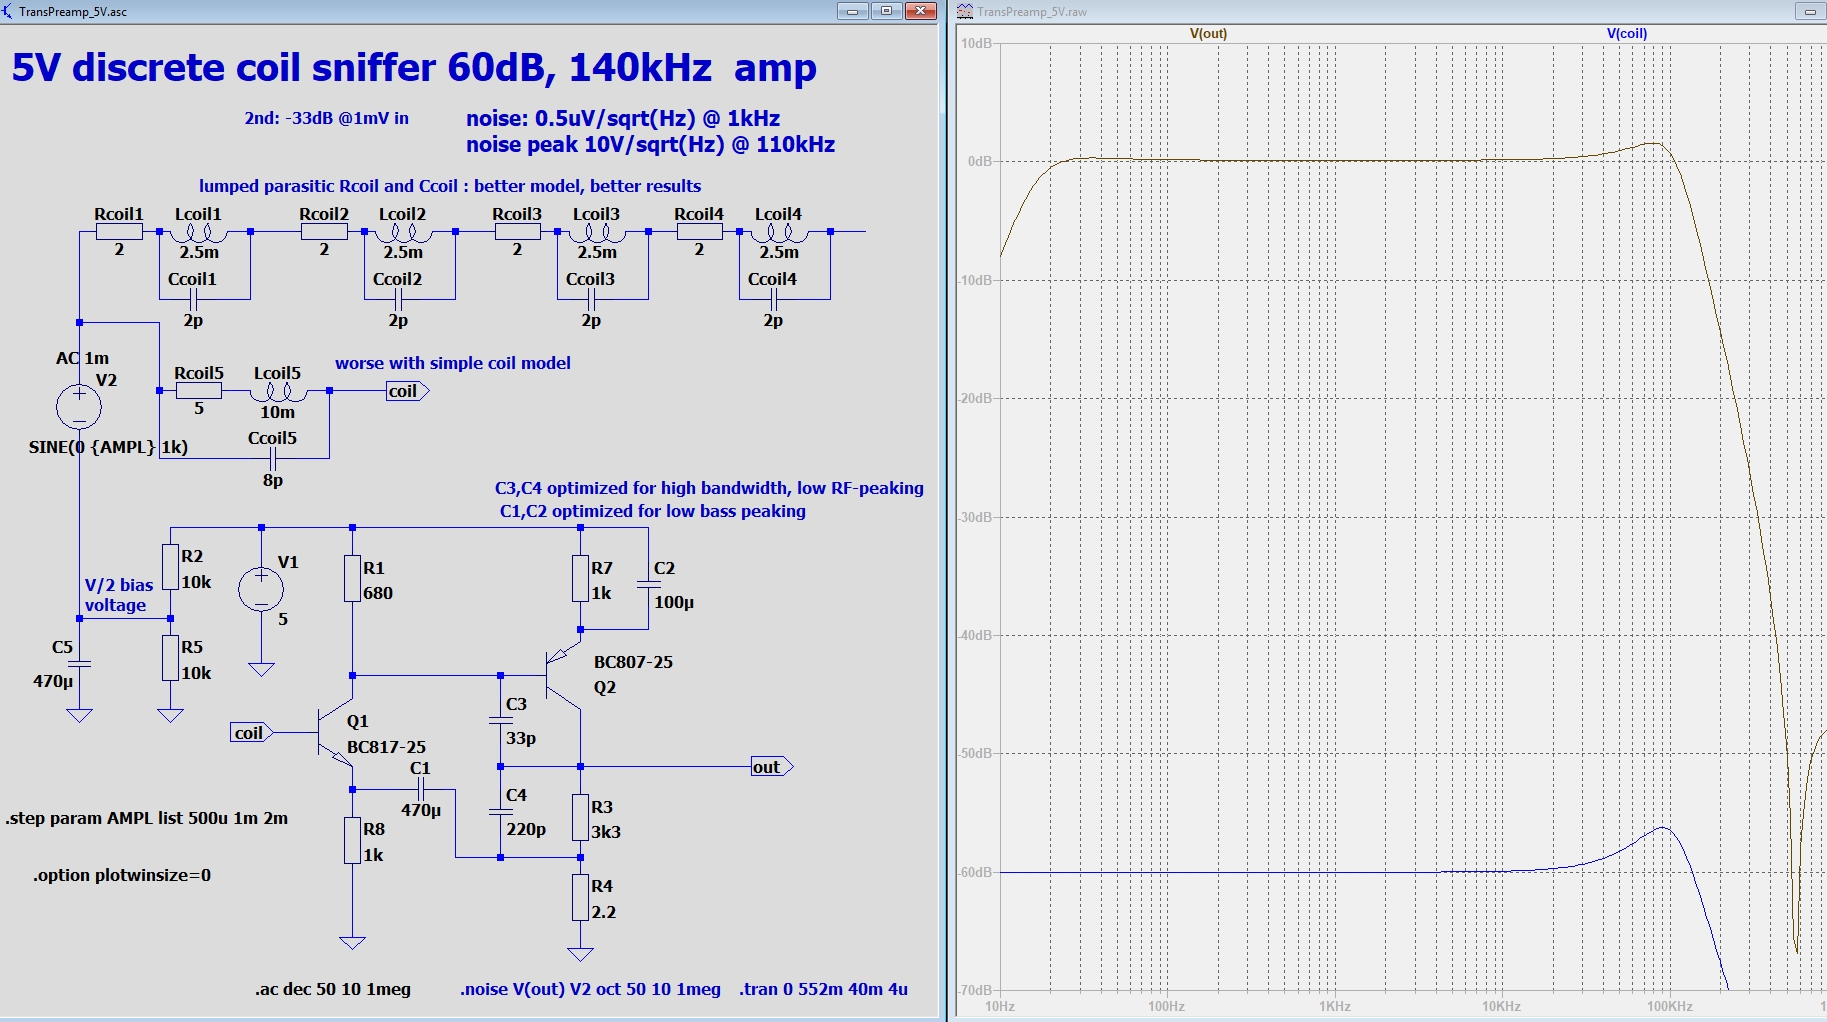 TransPreamp_5V.asc
5V discrete coil sniffer 60dB, 140kHz amp
2nd: -33dB @1mV in
noise: 0.5uV/sqrt(Hz) @ 1kHz
noise peak 10V/sqrt(Hz) @ 110kHz
lumped parasitic Rcoil and Ccoil : better model, better results
Rcoil1 Lcoil1 Rcoil2 Lcoil2 Rcoil3 Lcoil3 Rcoil4 Lcoil4
2 2.5m 2 2.5m 2 2.5m 2 2.5m
Ccoil1 Ccoil2 Ccoil3 Ccoil4
2p 2p 2p 2p
AC 1m
V2
SINE(0 {AMPL} 1k)
worse with simple coil model
Rcoil5 Lcoil5
coil
5 10m
Ccoil5
8p
C3,C4 optimized for high bandwidth, low RF-peaking
C1,C2 optimized for low bass peaking
R2
10k
V1
5
R1
680
R7
1k
C2
100µ
V/2 bias
voltage
C5
470µ
R5
10k
BC807-25
Q2
C3
33p
coil
Q1
BC817-25
C1
470µ
out
C4
220p
R3
3k3
R8
1k
R4
2.2
.step param AMPL list 500u 1m 2m
.option plotwinsize=0
.ac dec 50 10 1meg
.noise V(out) V2 oct 50 10 1meg
.tran 0 552m 40m 4u
TransPreamp_5V.raw
V(out) V(coil)
10dB
0dB
-10dB
-20dB
-30dB
-40dB
-50dB
-60dB
-70dB
10Hz 100Hz 1KHz 10KHz 100KHz 1